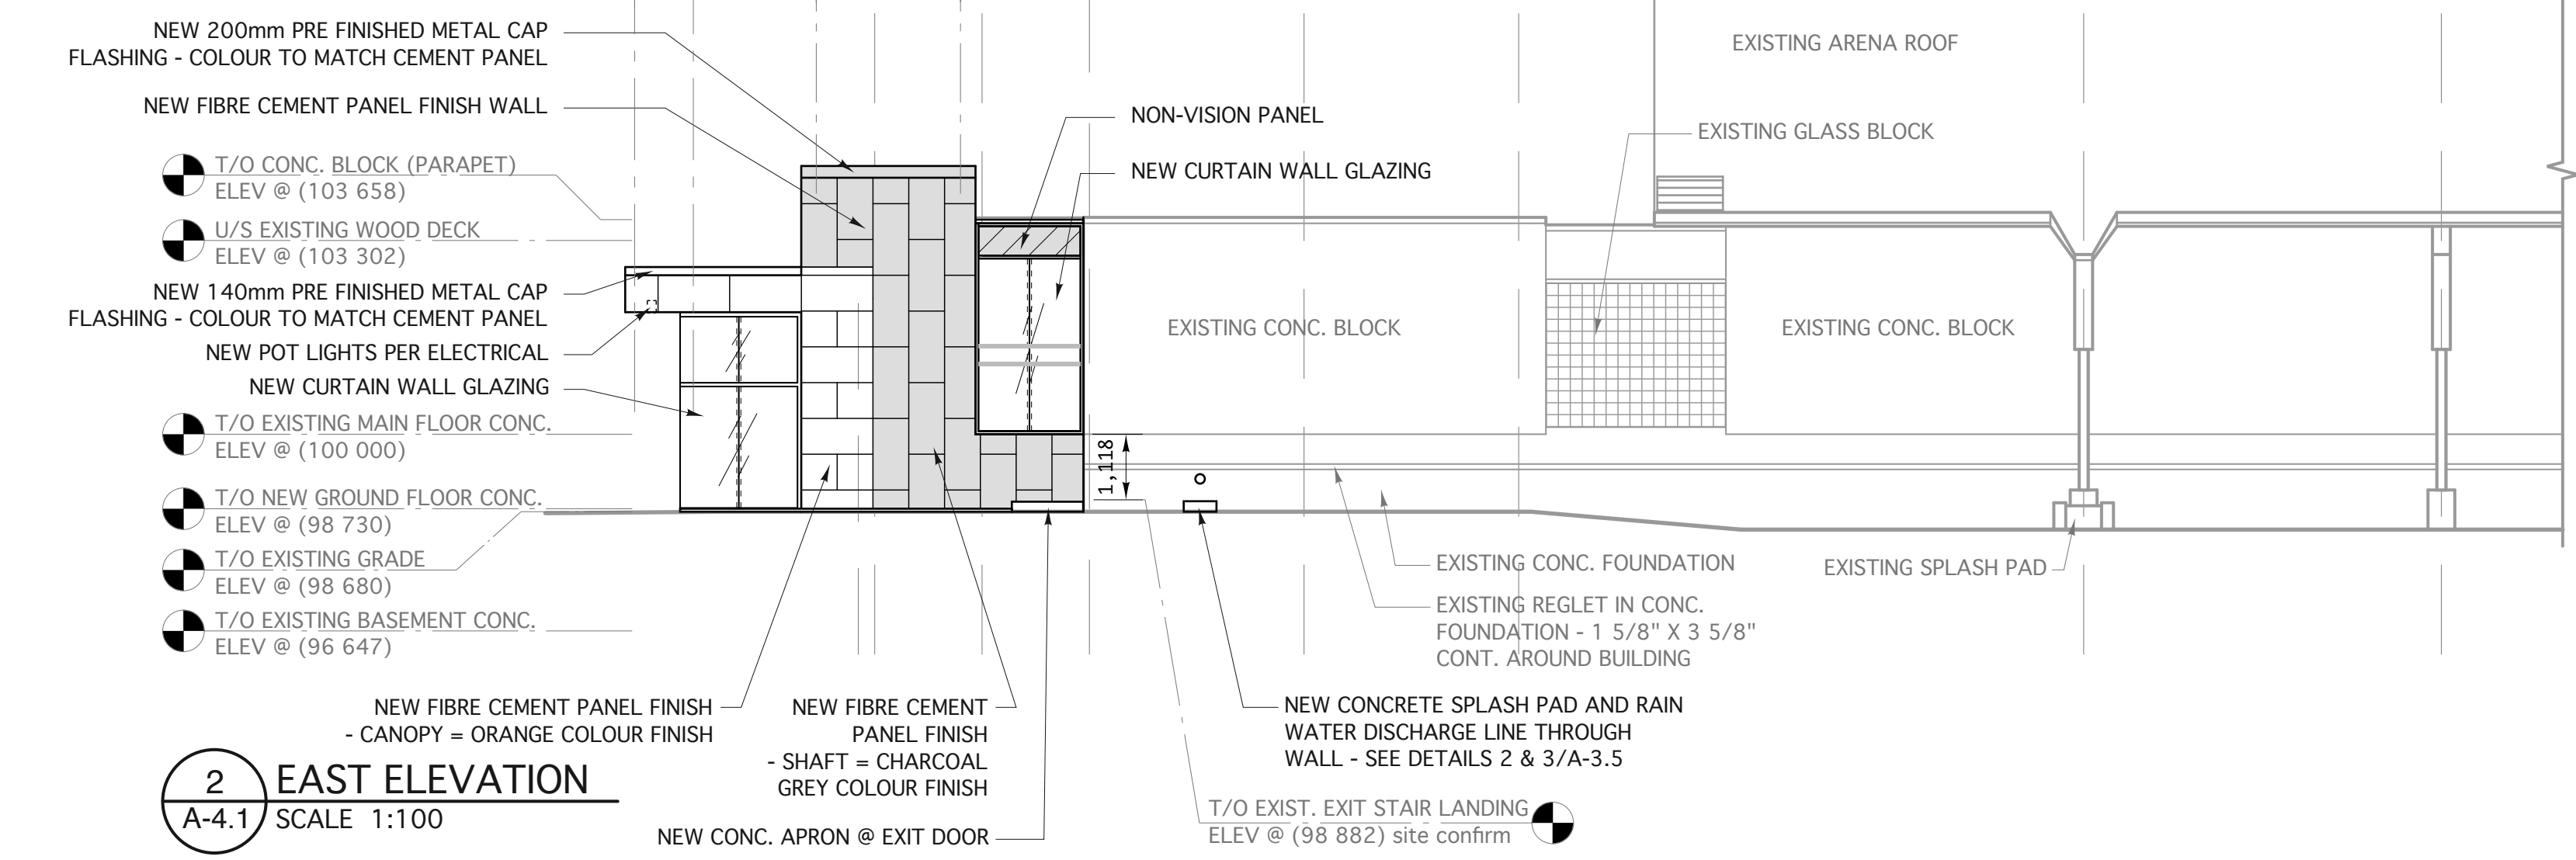 NEW 200mm PRE FINISHED METAL CAP
FLASHING - COLOUR TO MATCH CEMENT PANEL
NEW FIBRE CEMENT PANEL FINISH WALL
T/O CONC. BLOCK (PARAPET)
ELEV @ (103 658)
U/S EXISTING WOOD DECK
ELEV @ (103 302)
NEW 140mm PRE FINISHED METAL CAP
FLASHING - COLOUR TO MATCH CEMENT PANEL
NEW POT LIGHTS PER ELECTRICAL
NEW CURTAIN WALL GLAZING
T/O EXISTING MAIN FLOOR CONC.
ELEV @ (100 000)
T/O NEW GROUND FLOOR CONC.
ELEV @ (98 730)
T/O EXISTING GRADE
ELEV @ (98 680)
T/O EXISTING BASEMENT CONC.
ELEV @ (96 647)
NON-VISION PANEL
NEW CURTAIN WALL GLAZING
EXISTING ARENA ROOF
EXISTING GLASS BLOCK
EXISTING CONC. BLOCK
EXISTING CONC. BLOCK
1,118
EXISTING CONC. FOUNDATION
EXISTING SPLASH PAD
EXISTING REGLET IN CONC.
FOUNDATION - 1 5/8" X 3 5/8"
CONT. AROUND BUILDING
NEW FIBRE CEMENT PANEL FINISH
- CANOPY = ORANGE COLOUR FINISH
NEW FIBRE CEMENT
PANEL FINISH
- SHAFT = CHARCOAL
GREY COLOUR FINISH
NEW CONCRETE SPLASH PAD AND RAIN
WATER DISCHARGE LINE THROUGH
WALL - SEE DETAILS 2 & 3/A-3.5
T/O EXIST. EXIT STAIR LANDING
ELEV @ (98 882) site confirm
NEW CONC. APRON @ EXIT DOOR
2
A-4.1
EAST ELEVATION
SCALE 1:100